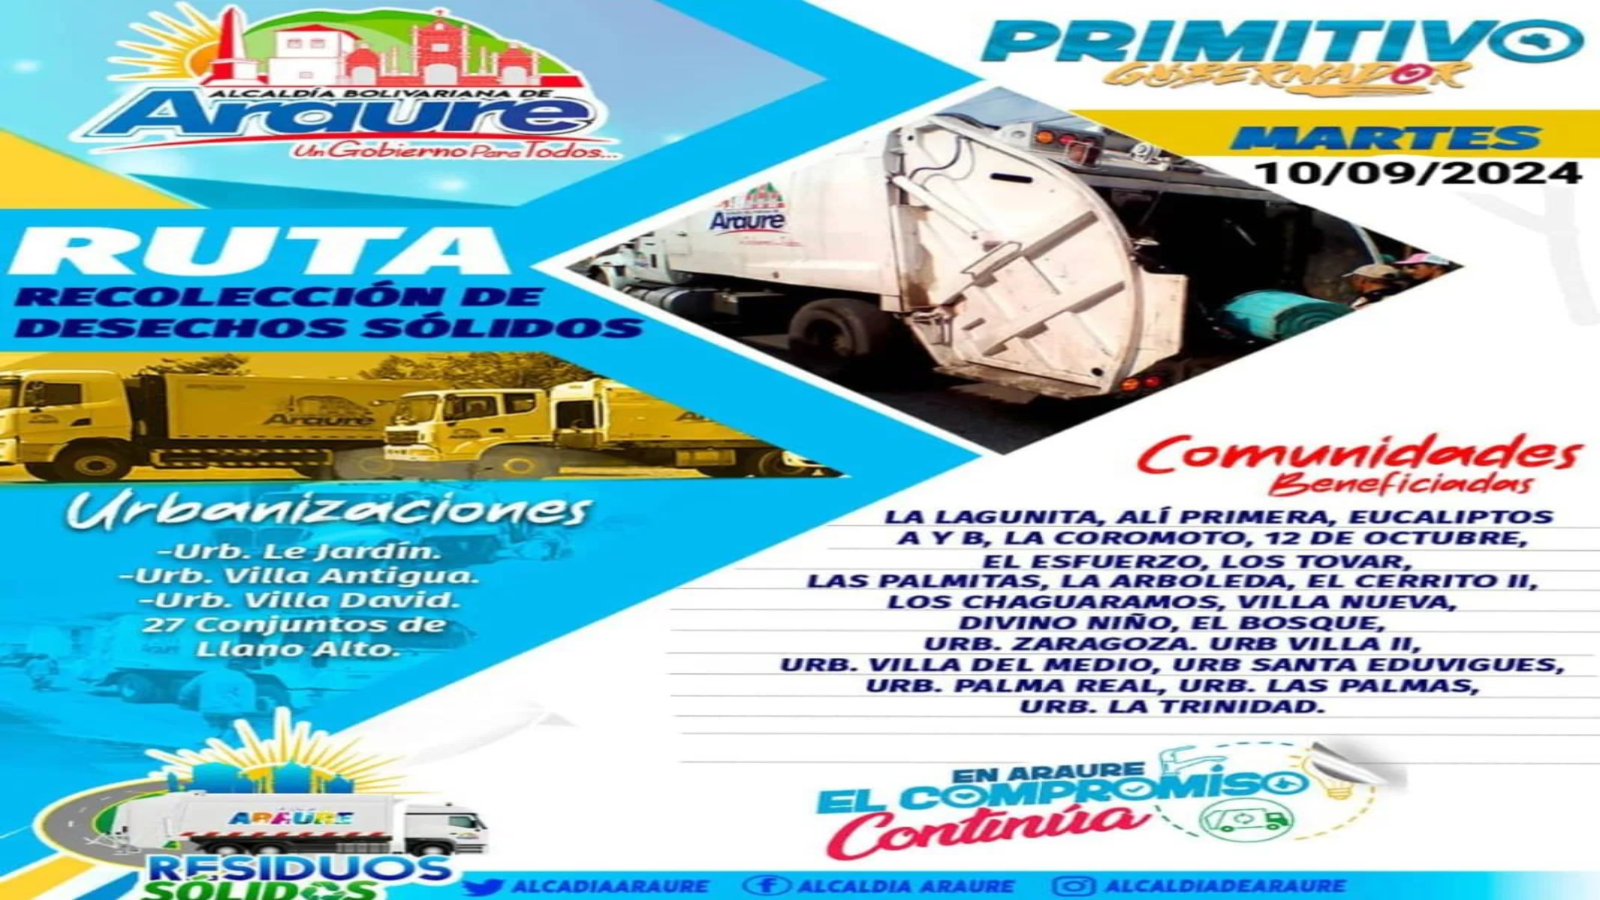 ALCALDÍA BOLIVARIANA DE
Araure
Un Gobierno Para Todos...
PRIMITIVO
GOBERNADOR
MARTES
10/09/2024
RUTA
RECOLECCIÓN DE
DESECHOS SÓLIDOS
Araure
Araure
Urbanizaciones
-Urb. Le Jardín.
-Urb. Villa Antigua.
-Urb. Villa David.
27 Conjuntos de
Llano Alto.
Comunidades
Beneficiadas
LA LAGUNITA, ALÍ PRIMERA, EUCALIPTOS
A Y B, LA COROMOTO, 12 DE OCTUBRE,
EL ESFUERZO, LOS TOVAR,
LAS PALMITAS, LA ARBOLEDA, EL CERRITO II,
LOS CHAGUARAMOS, VILLA NUEVA,
DIVINO NIÑO, EL BOSQUE,
URB. ZARAGOZA. URB VILLA II,
URB. VILLA DEL MEDIO, URB SANTA EDUVIGUES,
URB. PALMA REAL, URB. LAS PALMAS,
URB. LA TRINIDAD.
EN ARAURE
EL COMPROMISO
Continúa
ARAURE
RESIDUOS
SÓLIDOS
ALCADIAARAURE
ALCALDIA ARAURE
ALCALDIADEARAURE